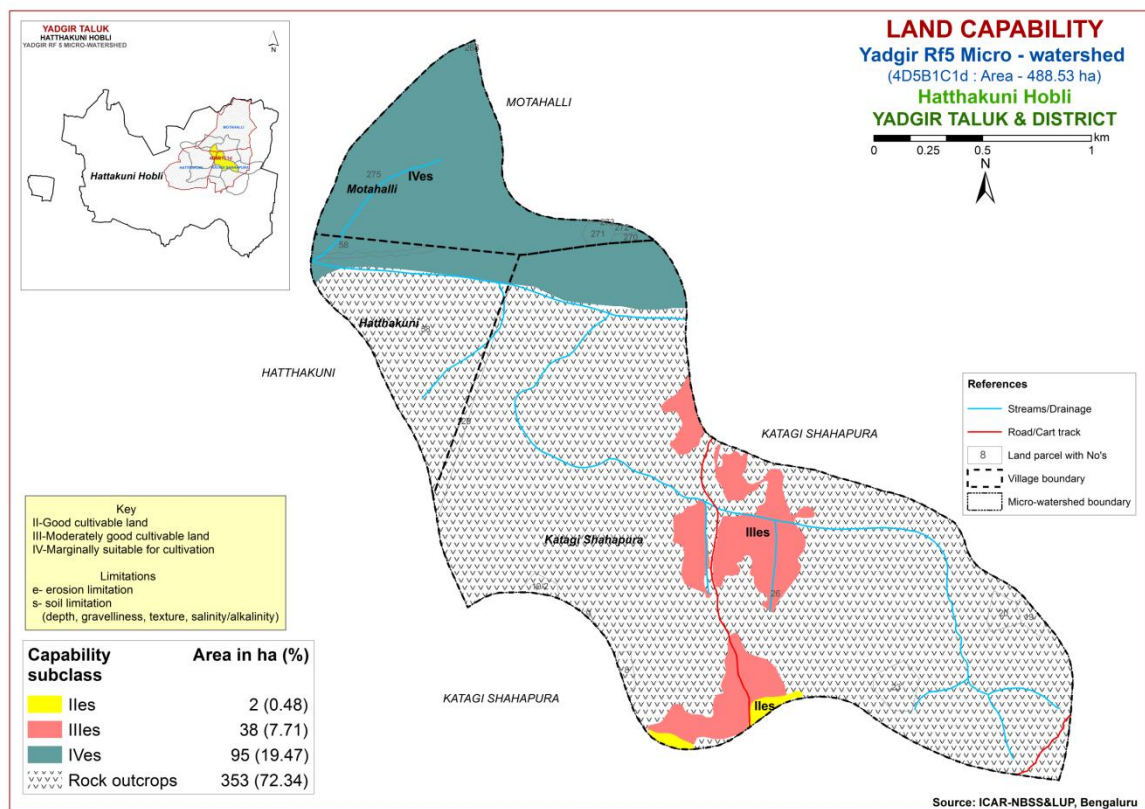 YADGIR TALUK
HATTHAKUNI HOBLI
YADGIR RF 5 MICRO-WATERSHED
N
MOTAHALLI
Hattakuni Hobli
LAND CAPABILITY
Yadgir Rf5 Micro - watershed
(4D5B1C1d : Area - 488.53 ha)
Hatthakuni Hobli
YADGIR TALUK & DISTRICT
km
0 0.25 0.5 1
N
MOTAHALLI
275
IVes
Motahalli
271
272
270
58
Hatthakuni
58
HATTHAKUNI
KATAGI SHAHAPURA
IIIes
Katagi Shahapura
26
KATAGI SHAHAPURA
IIes
References
Streams/Drainage
Road/Cart track
8 Land parcel with No's
Village boundary
Micro-watershed boundary
Key
II-Good cultivable land
III-Moderately good cultivable land
IV-Marginally suitable for cultivation
Limitations
e- erosion limitation
s- soil limitation
(depth, gravelliness, texture, salinity/alkalinity)
Capability Area in ha (%)
subclass
IIes 2 (0.48)
IIIes 38 (7.71)
IVes 95 (19.47)
Rock outcrops 353 (72.34)
Source: ICAR-NBSS&LUP, Bengaluru